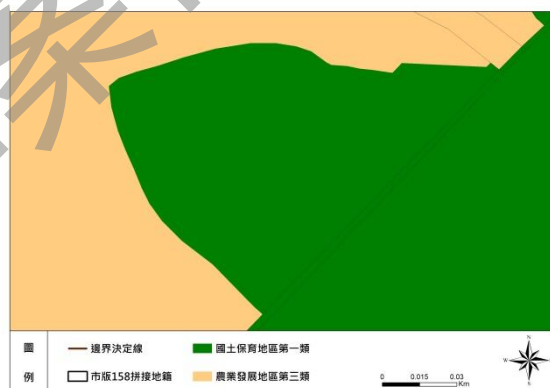 案
圖例
邊界決定線
國土保育地區第一類
市版158拼接地籍
農業發展地區第三類
0 0.015 0.03
Km
N
W E
S